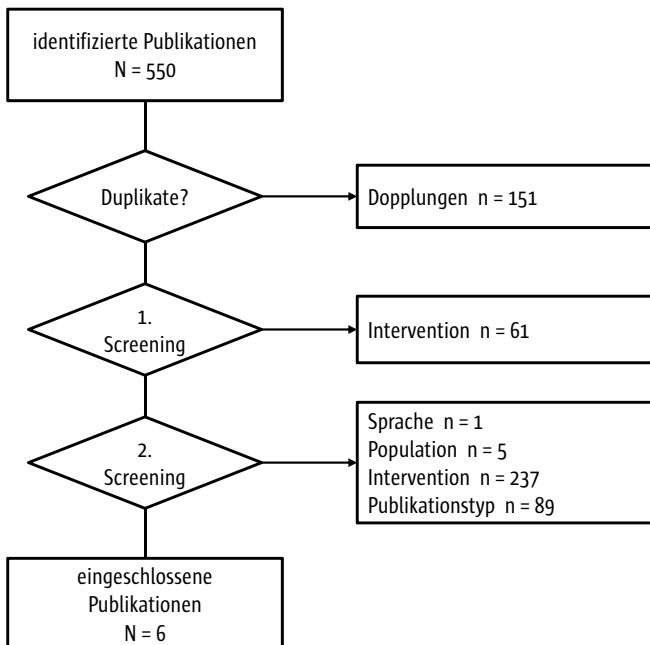 identifizierte Publikationen
N = 550
Duplikate?
Dopplungen n = 151
1.
Screening
Intervention n = 61
2.
Screening
Sprache n = 1
Population n = 5
Intervention n = 237
Publikationstyp n = 89
eingeschlossene
Publikationen
N = 6